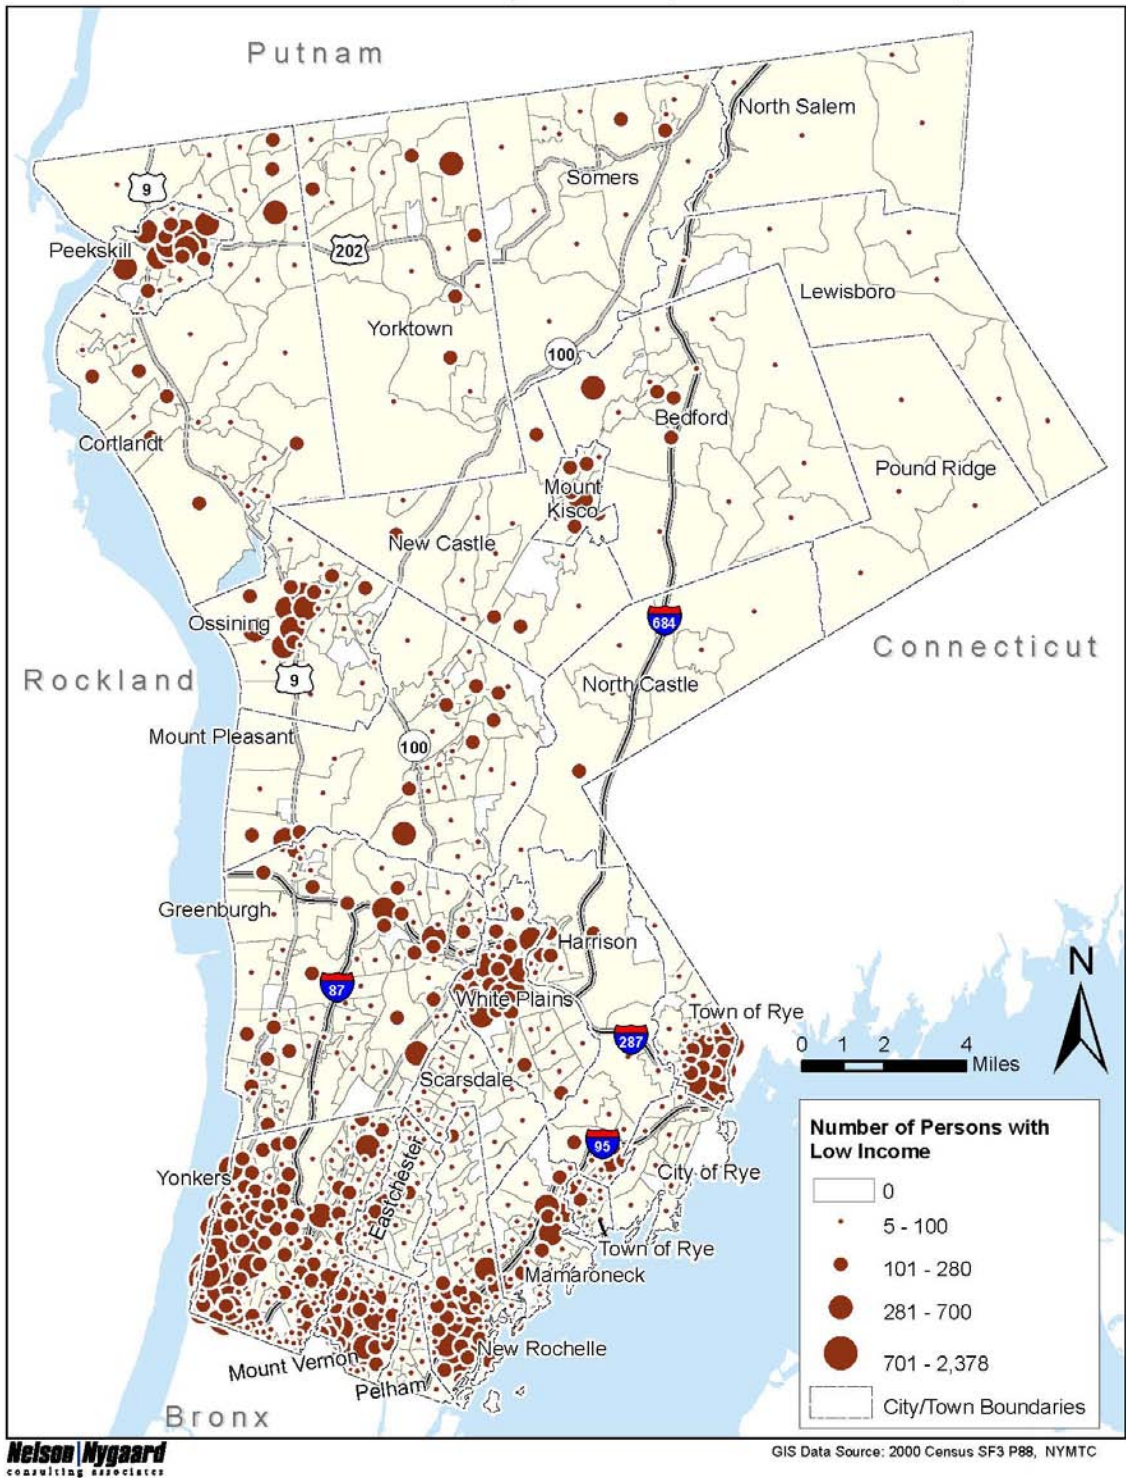 Putnam
North Salem
Somers
9
Peekskill
202
Lewisboro
Yorktown
100
Bedford
Cortlandt
Pound Ridge
Mount
Kisco
New Castle
Ossining
684
Connecticut
Rockland
9
North Castle
Mount Pleasant
100
Greenburgh
Harrison
N
87
White Plains
Town of Rye
287
0 1 2 4
Miles
Scarsdale
95
Number of Persons with
Low Income
Yonkers
Eastchester
City of Rye
0
5 - 100
Town of Rye
101 - 280
Mamaroneck
281 - 700
New Rochelle
Mount Vernon
701 - 2,378
Pelham
City/Town Boundaries
Bronx
Nelson|Nygaard
consulting associates
GIS Data Source: 2000 Census SF3 P88, NYMTC